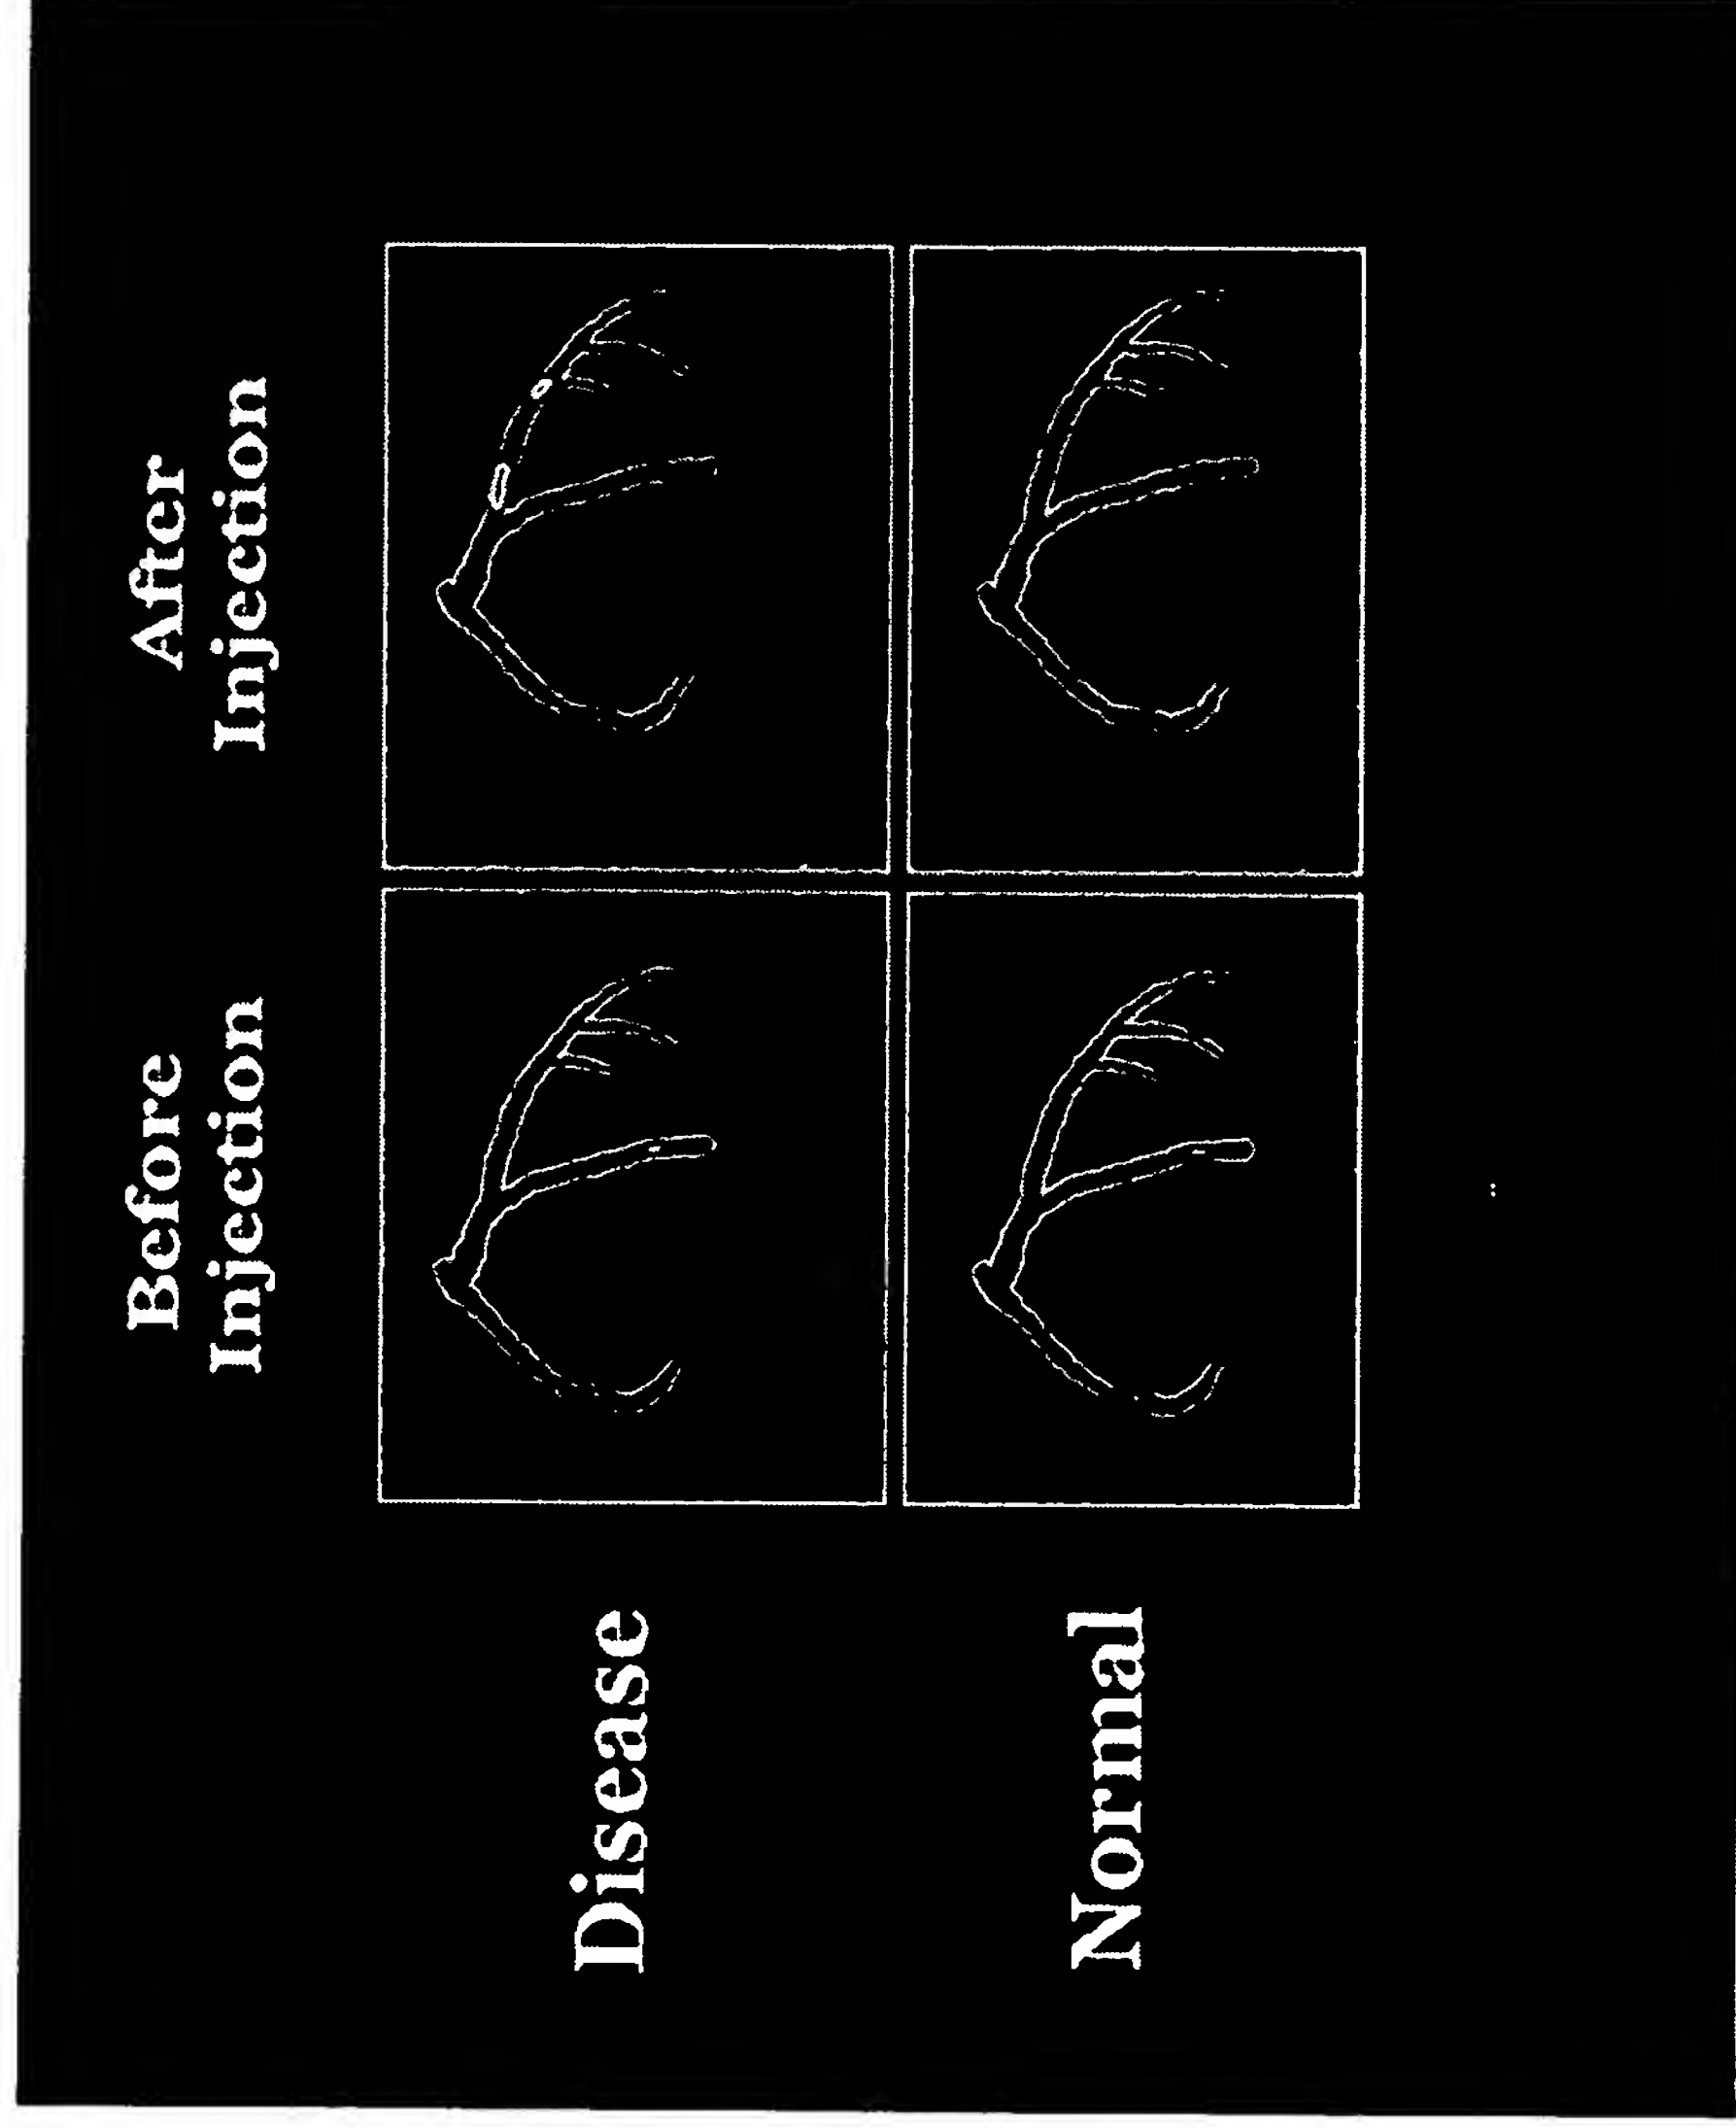 Before
Injection
After
Injection
Disease
Normal